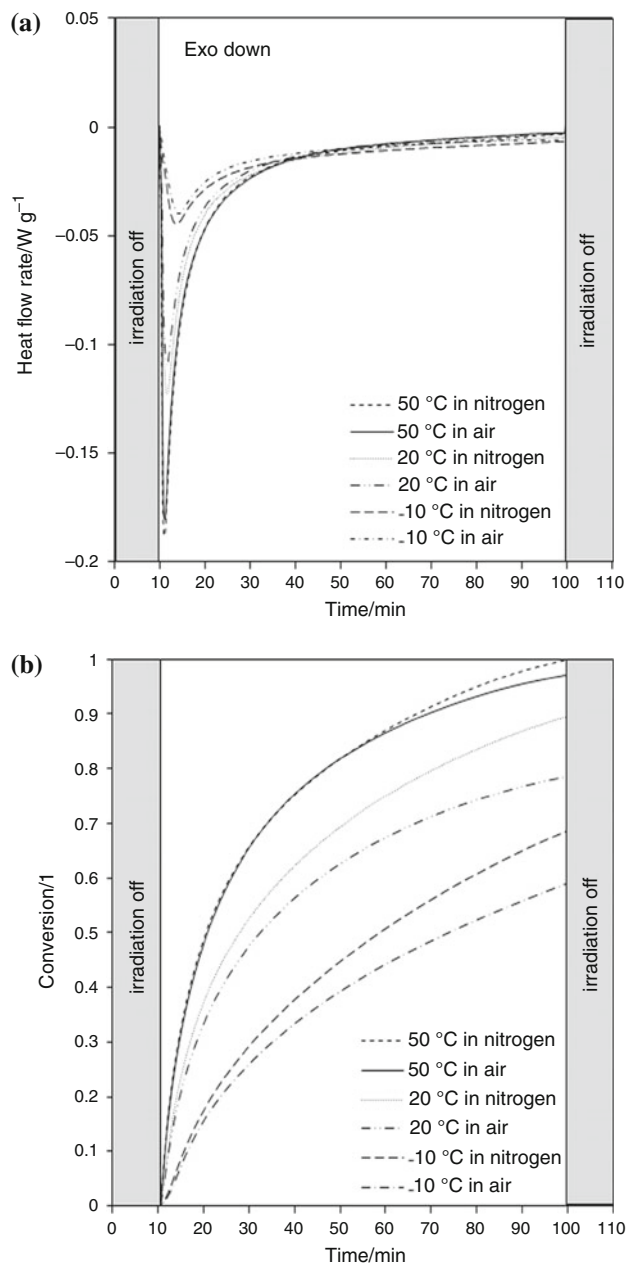 (a)
0.05
Exo down
0
−0.05
−0.1
−0.15
−0.2
Heat flow rate/W g⁻¹
irradiation off
irradiation off
50 °C in nitrogen
50 °C in air
20 °C in nitrogen
20 °C in air
-10 °C in nitrogen
-10 °C in air
0 10 20 30 40 50 60 70 80 90 100 110
Time/min
(b)
1
0.9
0.8
0.7
0.6
0.5
0.4
0.3
0.2
0.1
0
Conversion/1
irradiation off
irradiation off
50 °C in nitrogen
50 °C in air
20 °C in nitrogen
20 °C in air
-10 °C in nitrogen
-10 °C in air
0 10 20 30 40 50 60 70 80 90 100 110
Time/min